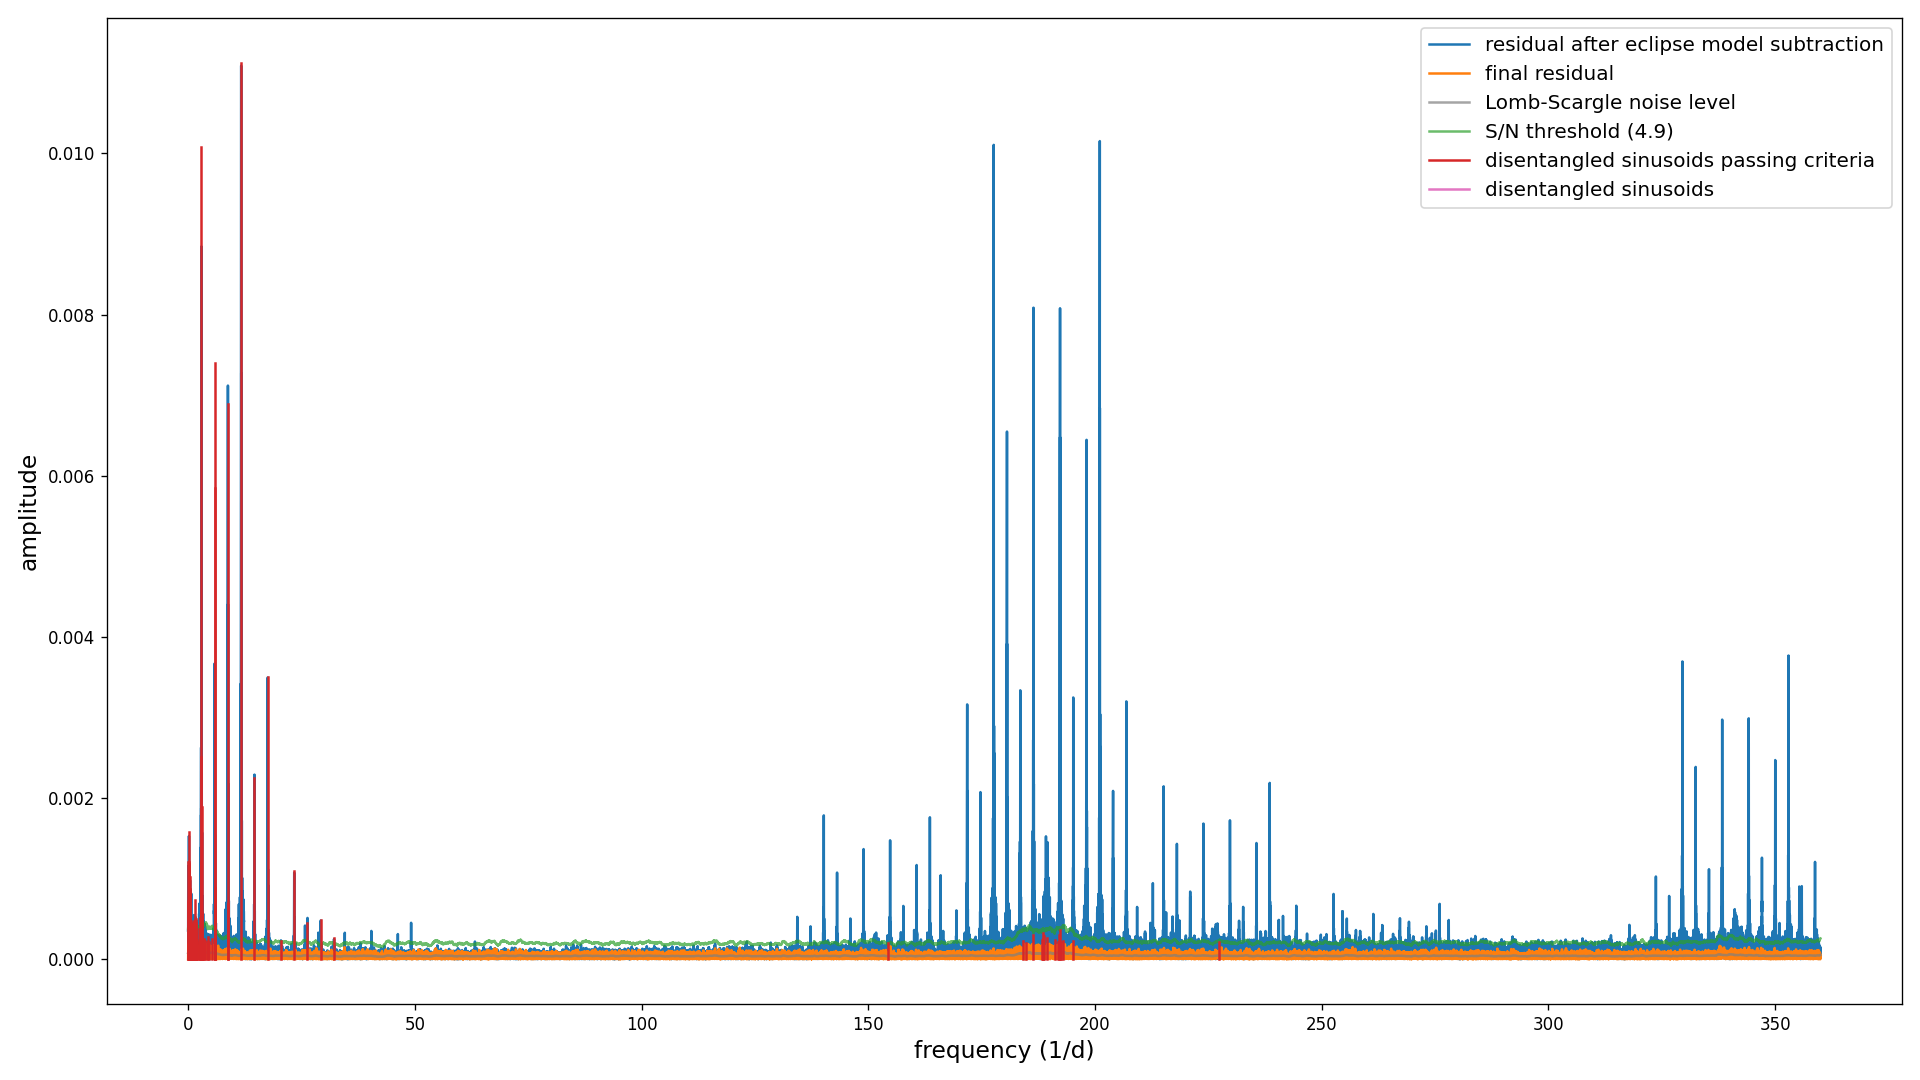 residual after eclipse model subtraction
final residual
Lomb-Scargle noise level
S/N threshold (4.9)
disentangled sinusoids passing criteria
disentangled sinusoids
amplitude
0.010
0.008
0.006
0.004
0.002
0.000
0 50 100 150 200 250 300 350
frequency (1/d)